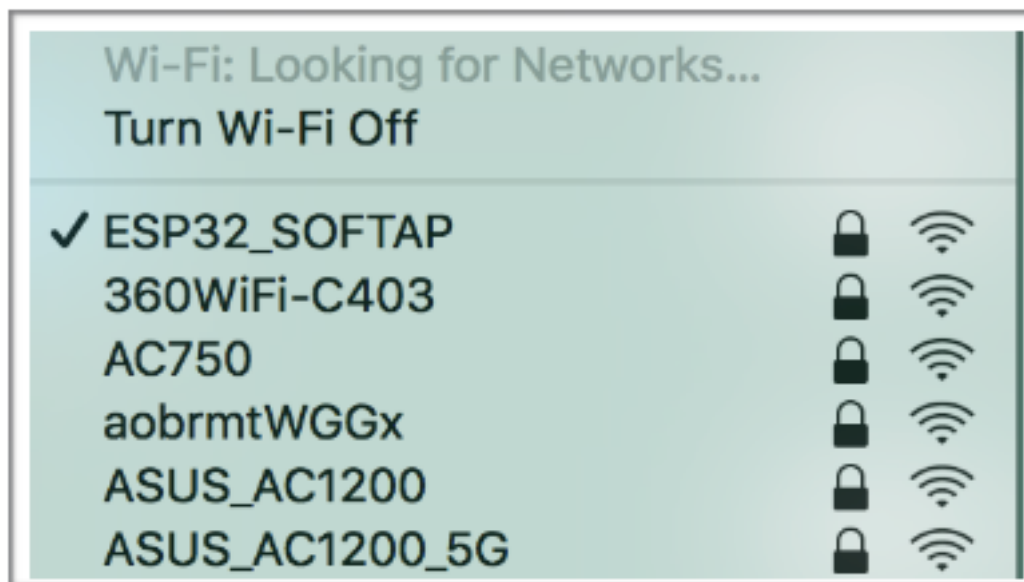 Wi-Fi: Looking for Networks...
Turn Wi-Fi Off
ESP32_SOFTAP
360WiFi-C403
AC750
aobrmtWGGx
ASUS_AC1200
ASUS_AC1200_5G